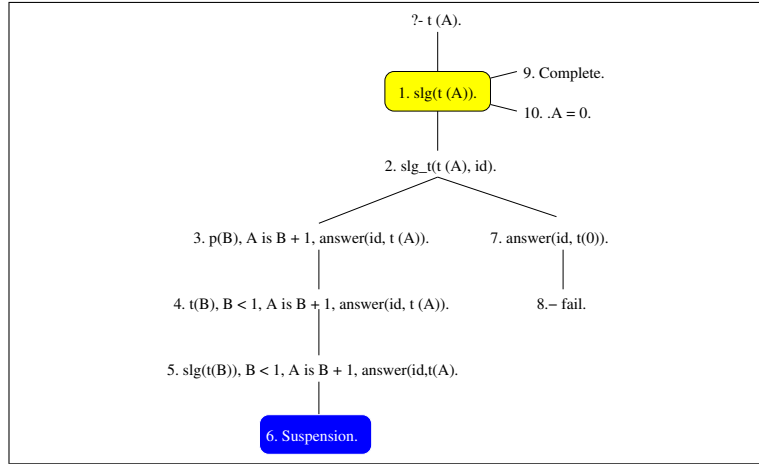 ?- t (A).
9. Complete.
1. slg(t (A)).
10. .A = 0.
2. slg_t(t (A), id).
3. p(B), A is B + 1, answer(id, t (A)).
7. answer(id, t(0)).
4. t(B), B < 1, A is B + 1, answer(id, t (A)).
8.– fail.
5. slg(t(B)), B < 1, A is B + 1, answer(id,t(A).
6. Suspension.